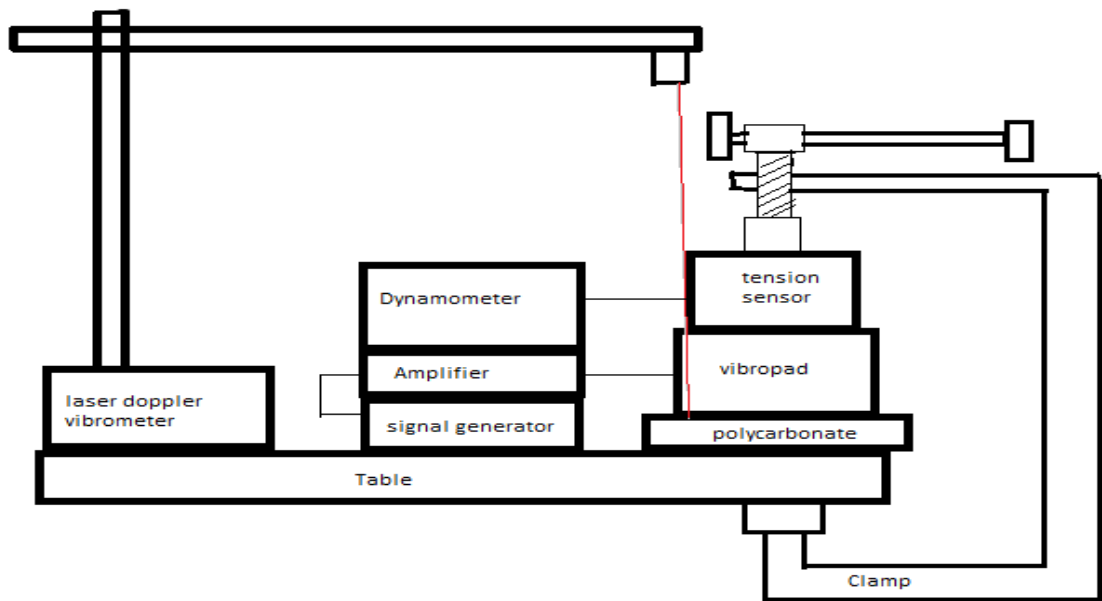 tension
sensor
Dynamometer
vibropad
Amplifier
laser doppler
vibrometer
signal generator
polycarbonate
Table
Clamp